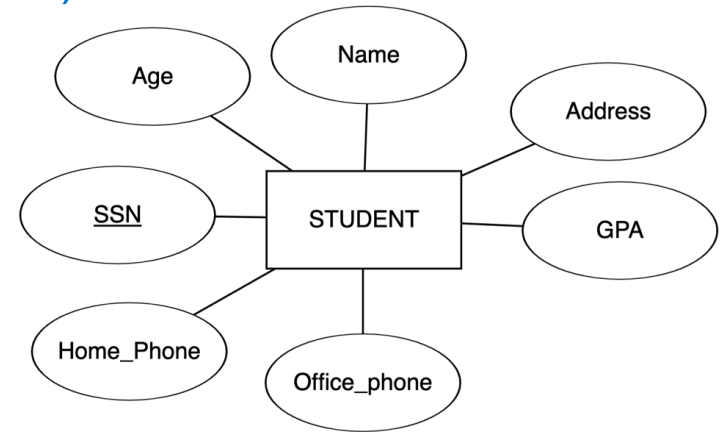 Name
Age
Address
SSN
STUDENT
GPA
Home_Phone
Office_phone